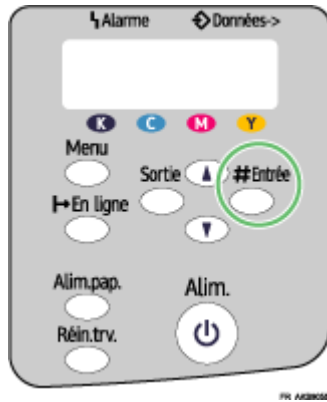 Alarme Données->
K C M Y
Menu
Sortie #Entrée
En ligne
Alim.pap. Alim.
Réin.trv.